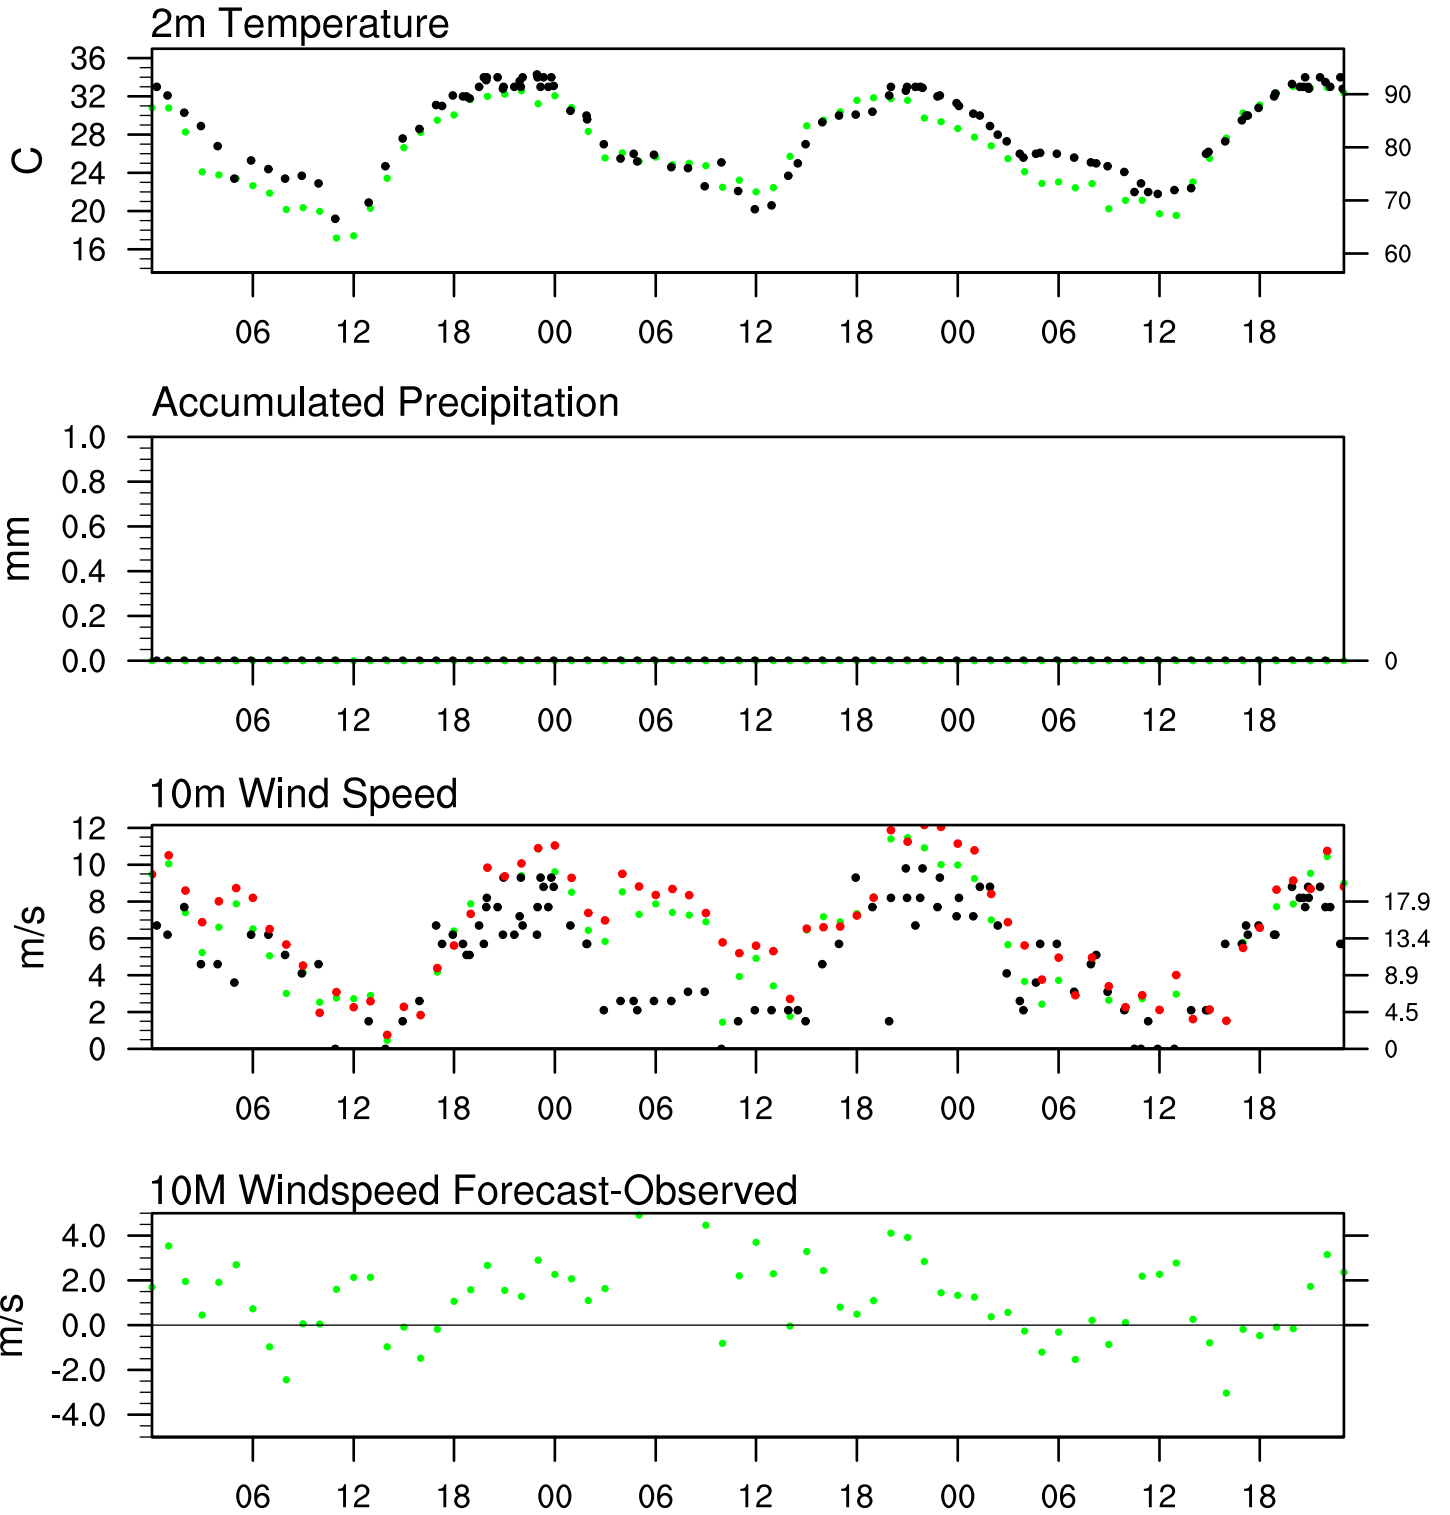 2m Temperature
36
32
28
24
20
16
C
90
80
70
60
06 12 18 00 06 12 18 00 06 12 18
Accumulated Precipitation
1.0
0.8
0.6
0.4
0.2
0.0
mm
0
06 12 18 00 06 12 18 00 06 12 18
10m Wind Speed
12
10
8
6
4
2
0
m/s
17.9
13.4
8.9
4.5
0
06 12 18 00 06 12 18 00 06 12 18
10M Windspeed Forecast-Observed
4.0
2.0
0.0
-2.0
-4.0
m/s
06 12 18 00 06 12 18 00 06 12 18